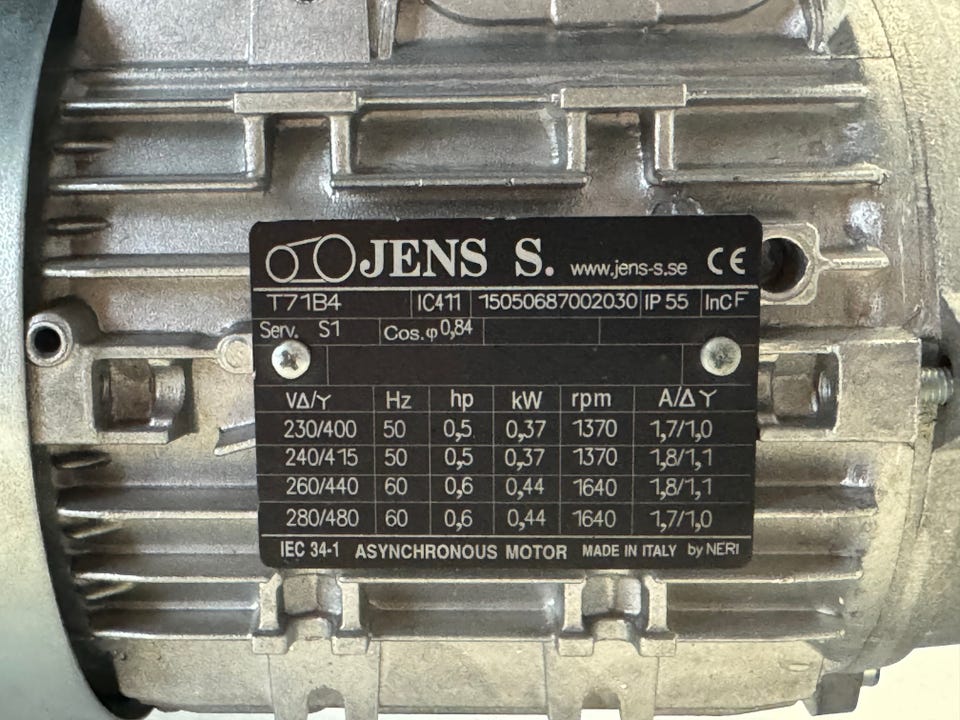 JENS S. www.jens-s.se CE
T71B4 IC411 15050687002030 IP 55 InCF
Serv. S1 Cos.φ 0,84
VΔ/Y Hz hp kW rpm A/Δ Y
230/400 50 0,5 0,37 1370 1,7/1,0
240/415 50 0,5 0,37 1370 1,8/1,1
260/440 60 0,6 0,44 1640 1,8/1,1
280/480 60 0,6 0,44 1640 1,7/1,0
IEC 34-1 ASYNCHRONOUS MOTOR MADE IN ITALY by NERI